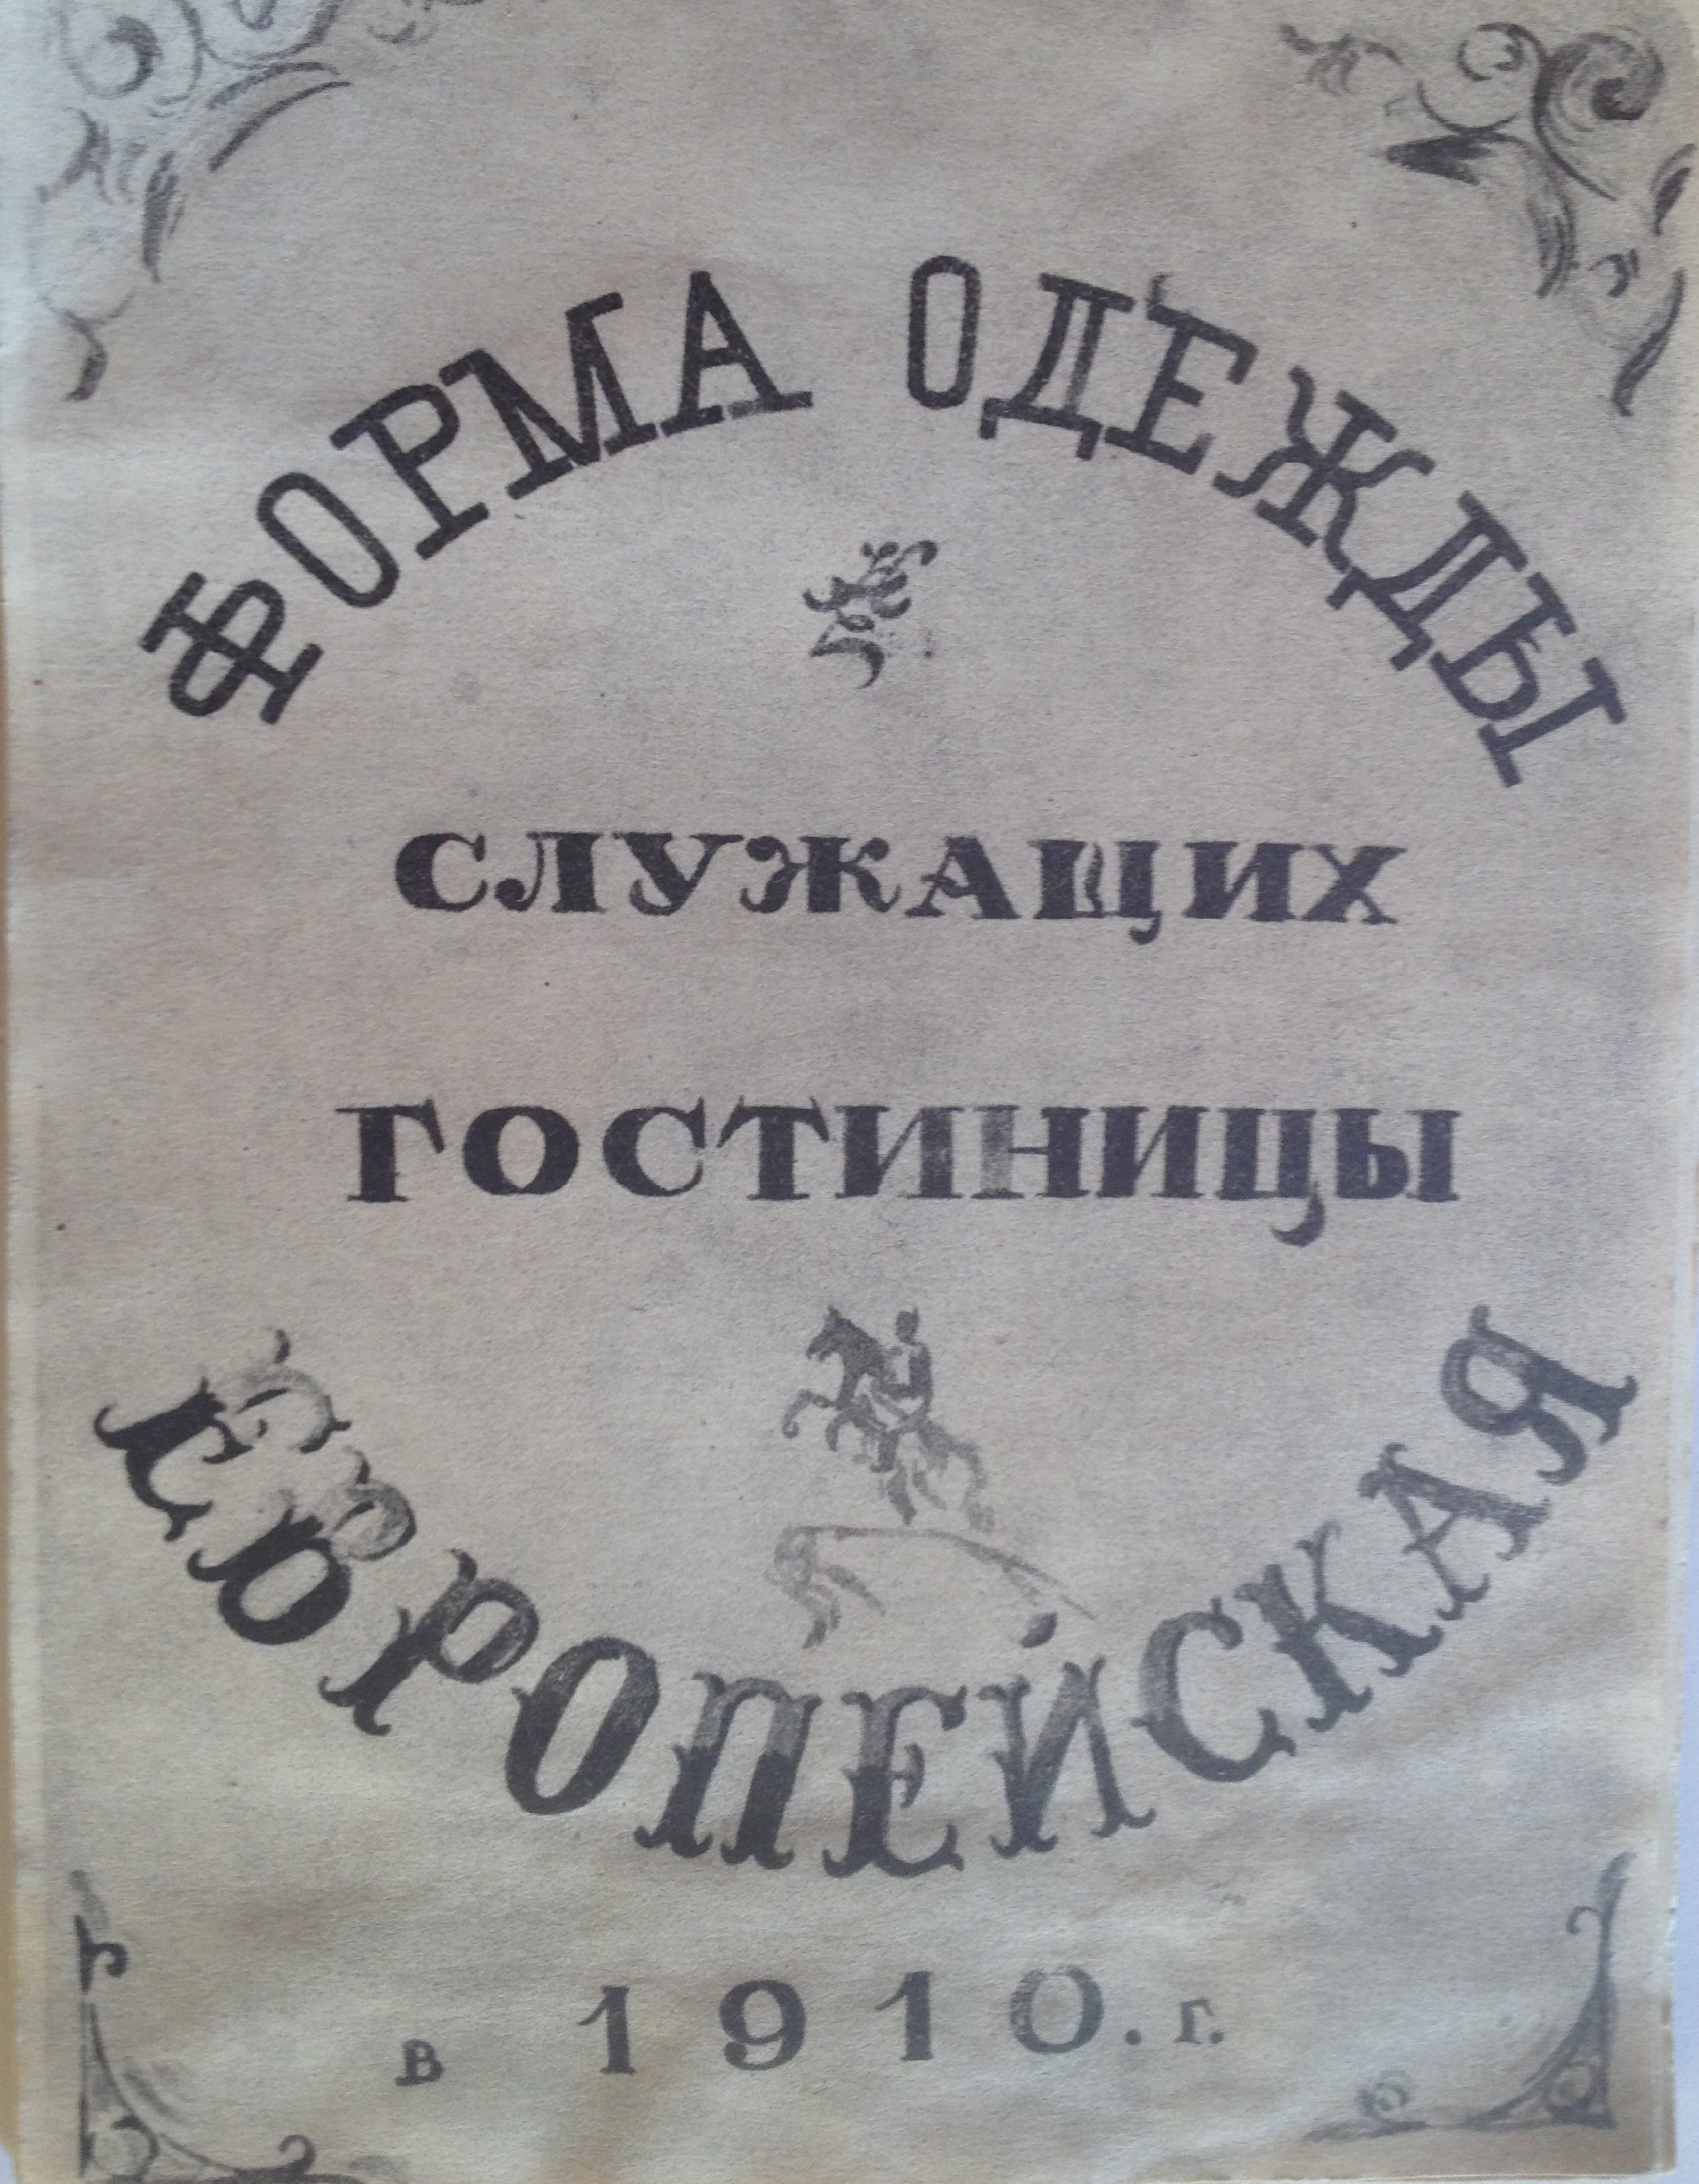 ФОРМА ОДЕЖДЫ
СЛУЖАЩИХ
ГОСТИНИЦЫ
ЕВРОПЕЙСКАЯ
в 1910. г.